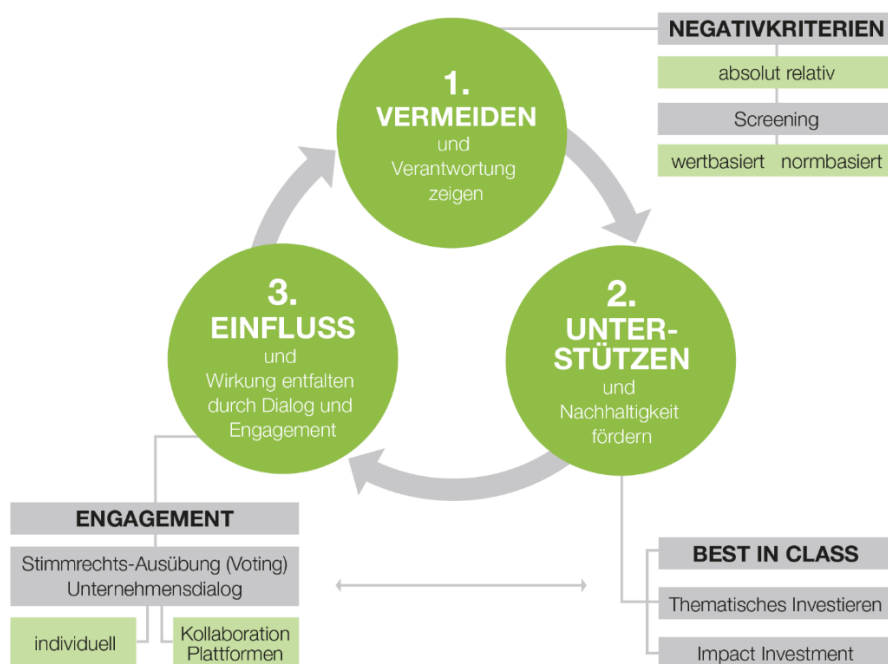 1.
VERMEIDEN
und
Verantwortung
zeigen
NEGATIVKRITERIEN
absolut relativ
Screening
wertbasiert normbasiert
2.
UNTER-
STÜTZEN
und
Nachhaltigkeit
fördern
3.
EINFLUSS
und
Wirkung entfalten
durch Dialog und
Engagement
ENGAGEMENT
Stimmrechts-Ausübung (Voting)
Unternehmensdialog
individuell
Kollaboration
Plattformen
BEST IN CLASS
Thematisches Investieren
Impact Investment